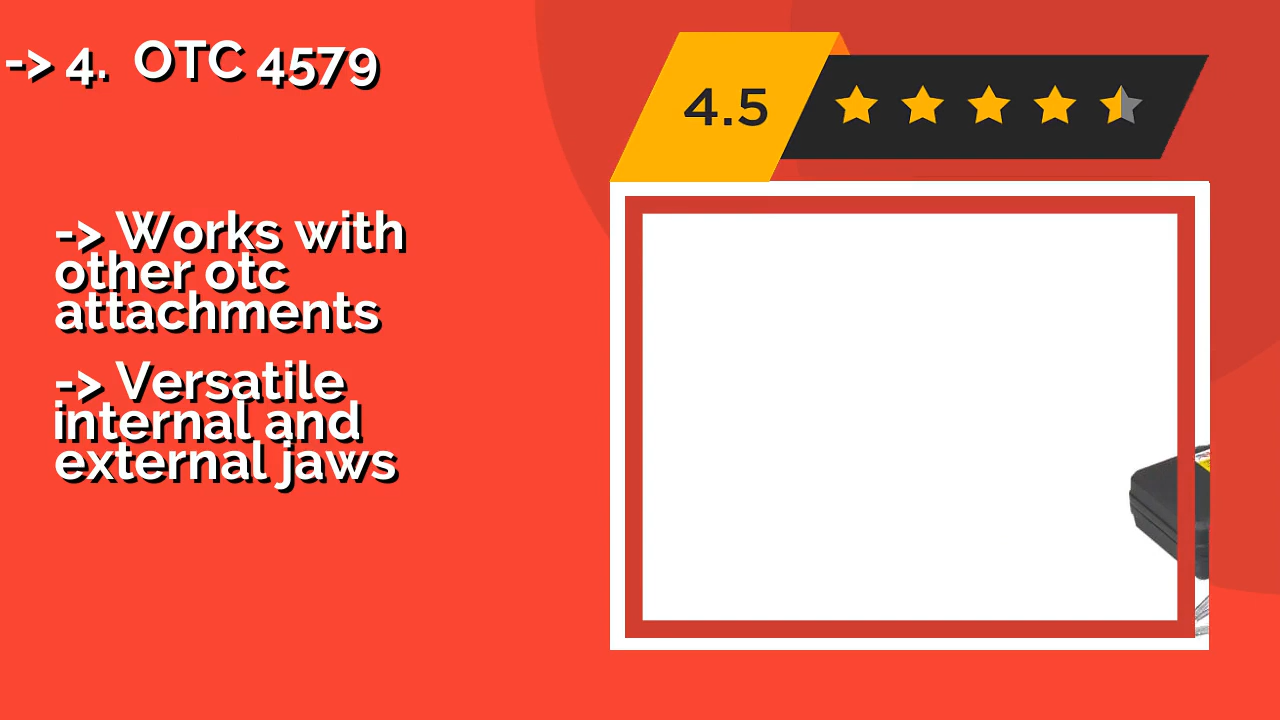 -> 4.  OTC 4579
4.5
-> Works with
other otc
attachments
-> Versatile
internal and
external jaws